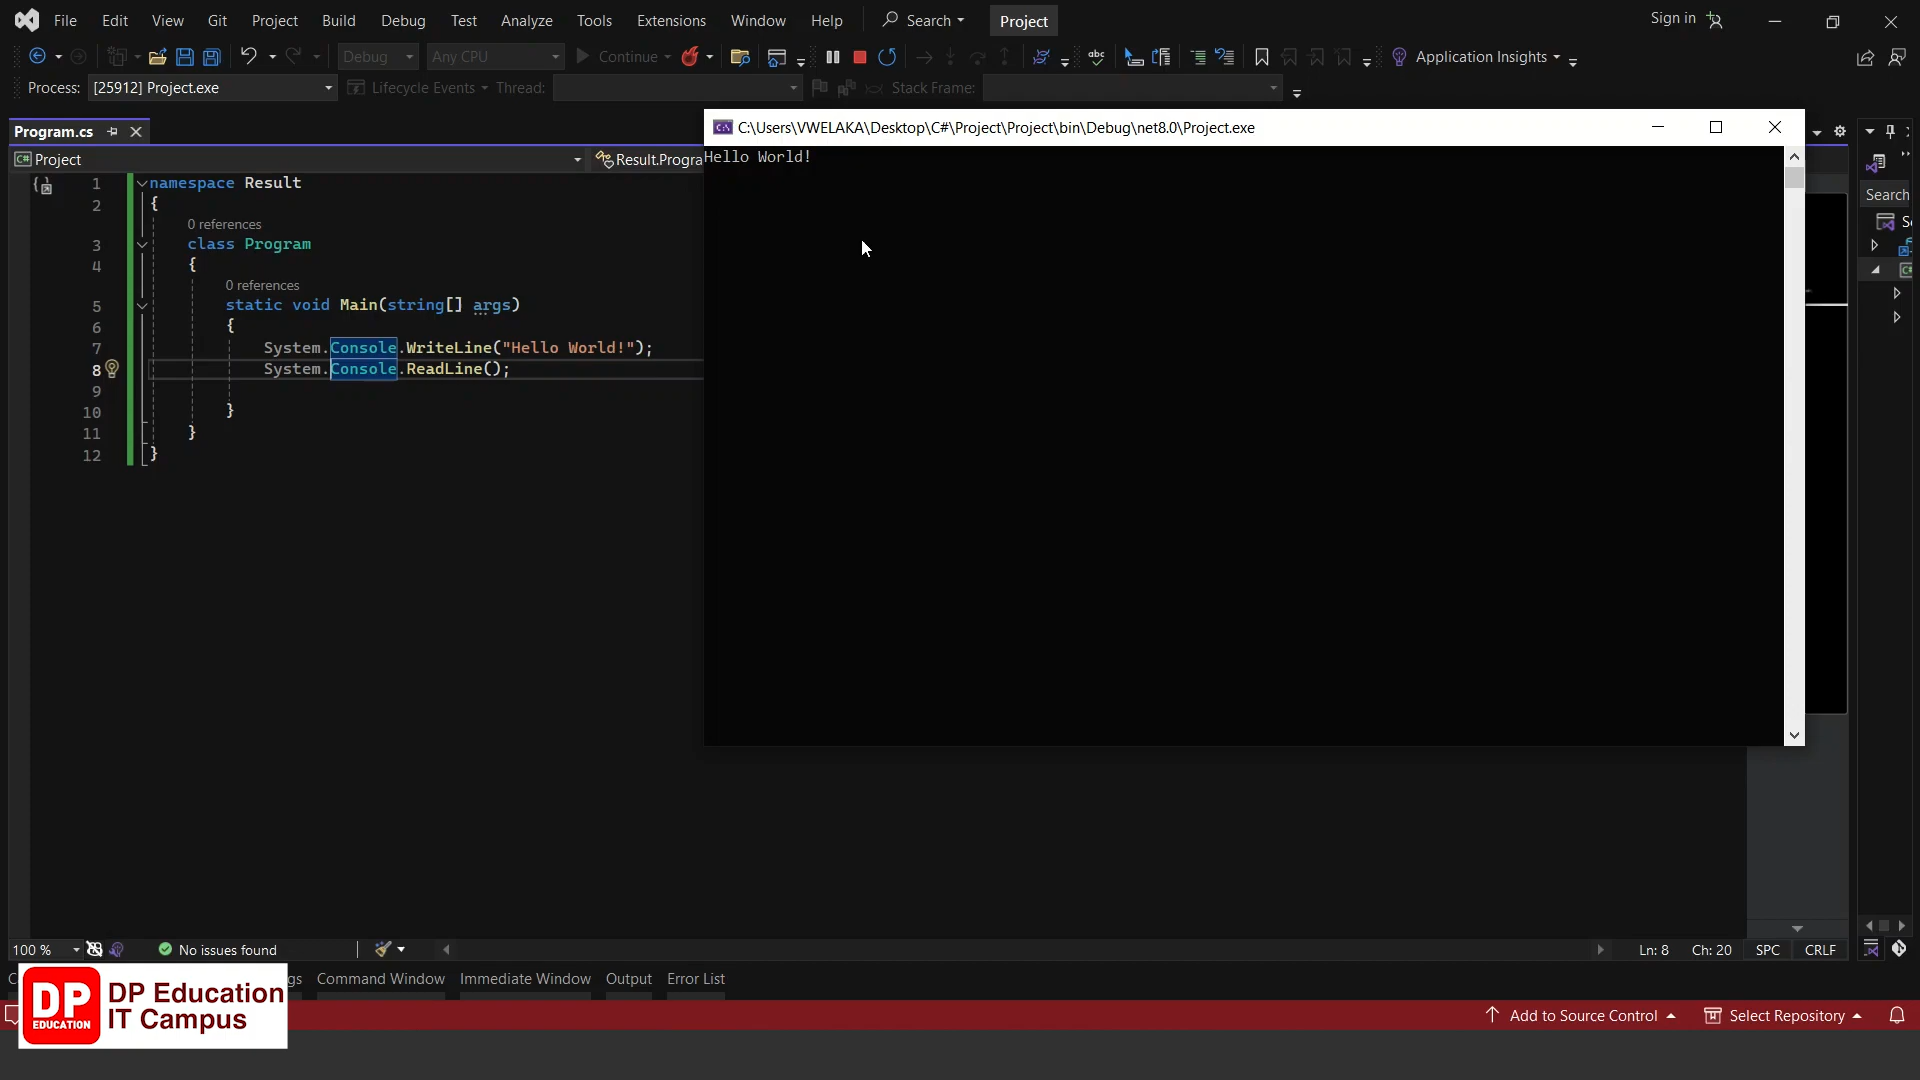 File Edit View Git Project Build Debug Test Analyze Tools Extensions Window Help Search Project Sign in
Debug Any CPU Continue abc Application Insights
Process: [25912] Project.exe Lifecycle Events Thread: Stack Frame:
Program.cs
C:\Users\VWELAKA\Desktop\C#\Project\Project\bin\Debug\net8.0\Project.exe
C# Project
Hello World!
Search
1 namespace Result
2 {
0 references
3 class Program
4 {
0 references
5 static void Main(string[] args)
6 {
7 System.Console.WriteLine("Hello World!");
8 System.Console.ReadLine();
9
10 }
11 }
12 }
100 % No issues found Ln: 8 Ch: 20 SPC CRLF
Command Window Immediate Window Output Error List
DP EDUCATION
DP Education
IT Campus
Add to Source Control Select Repository